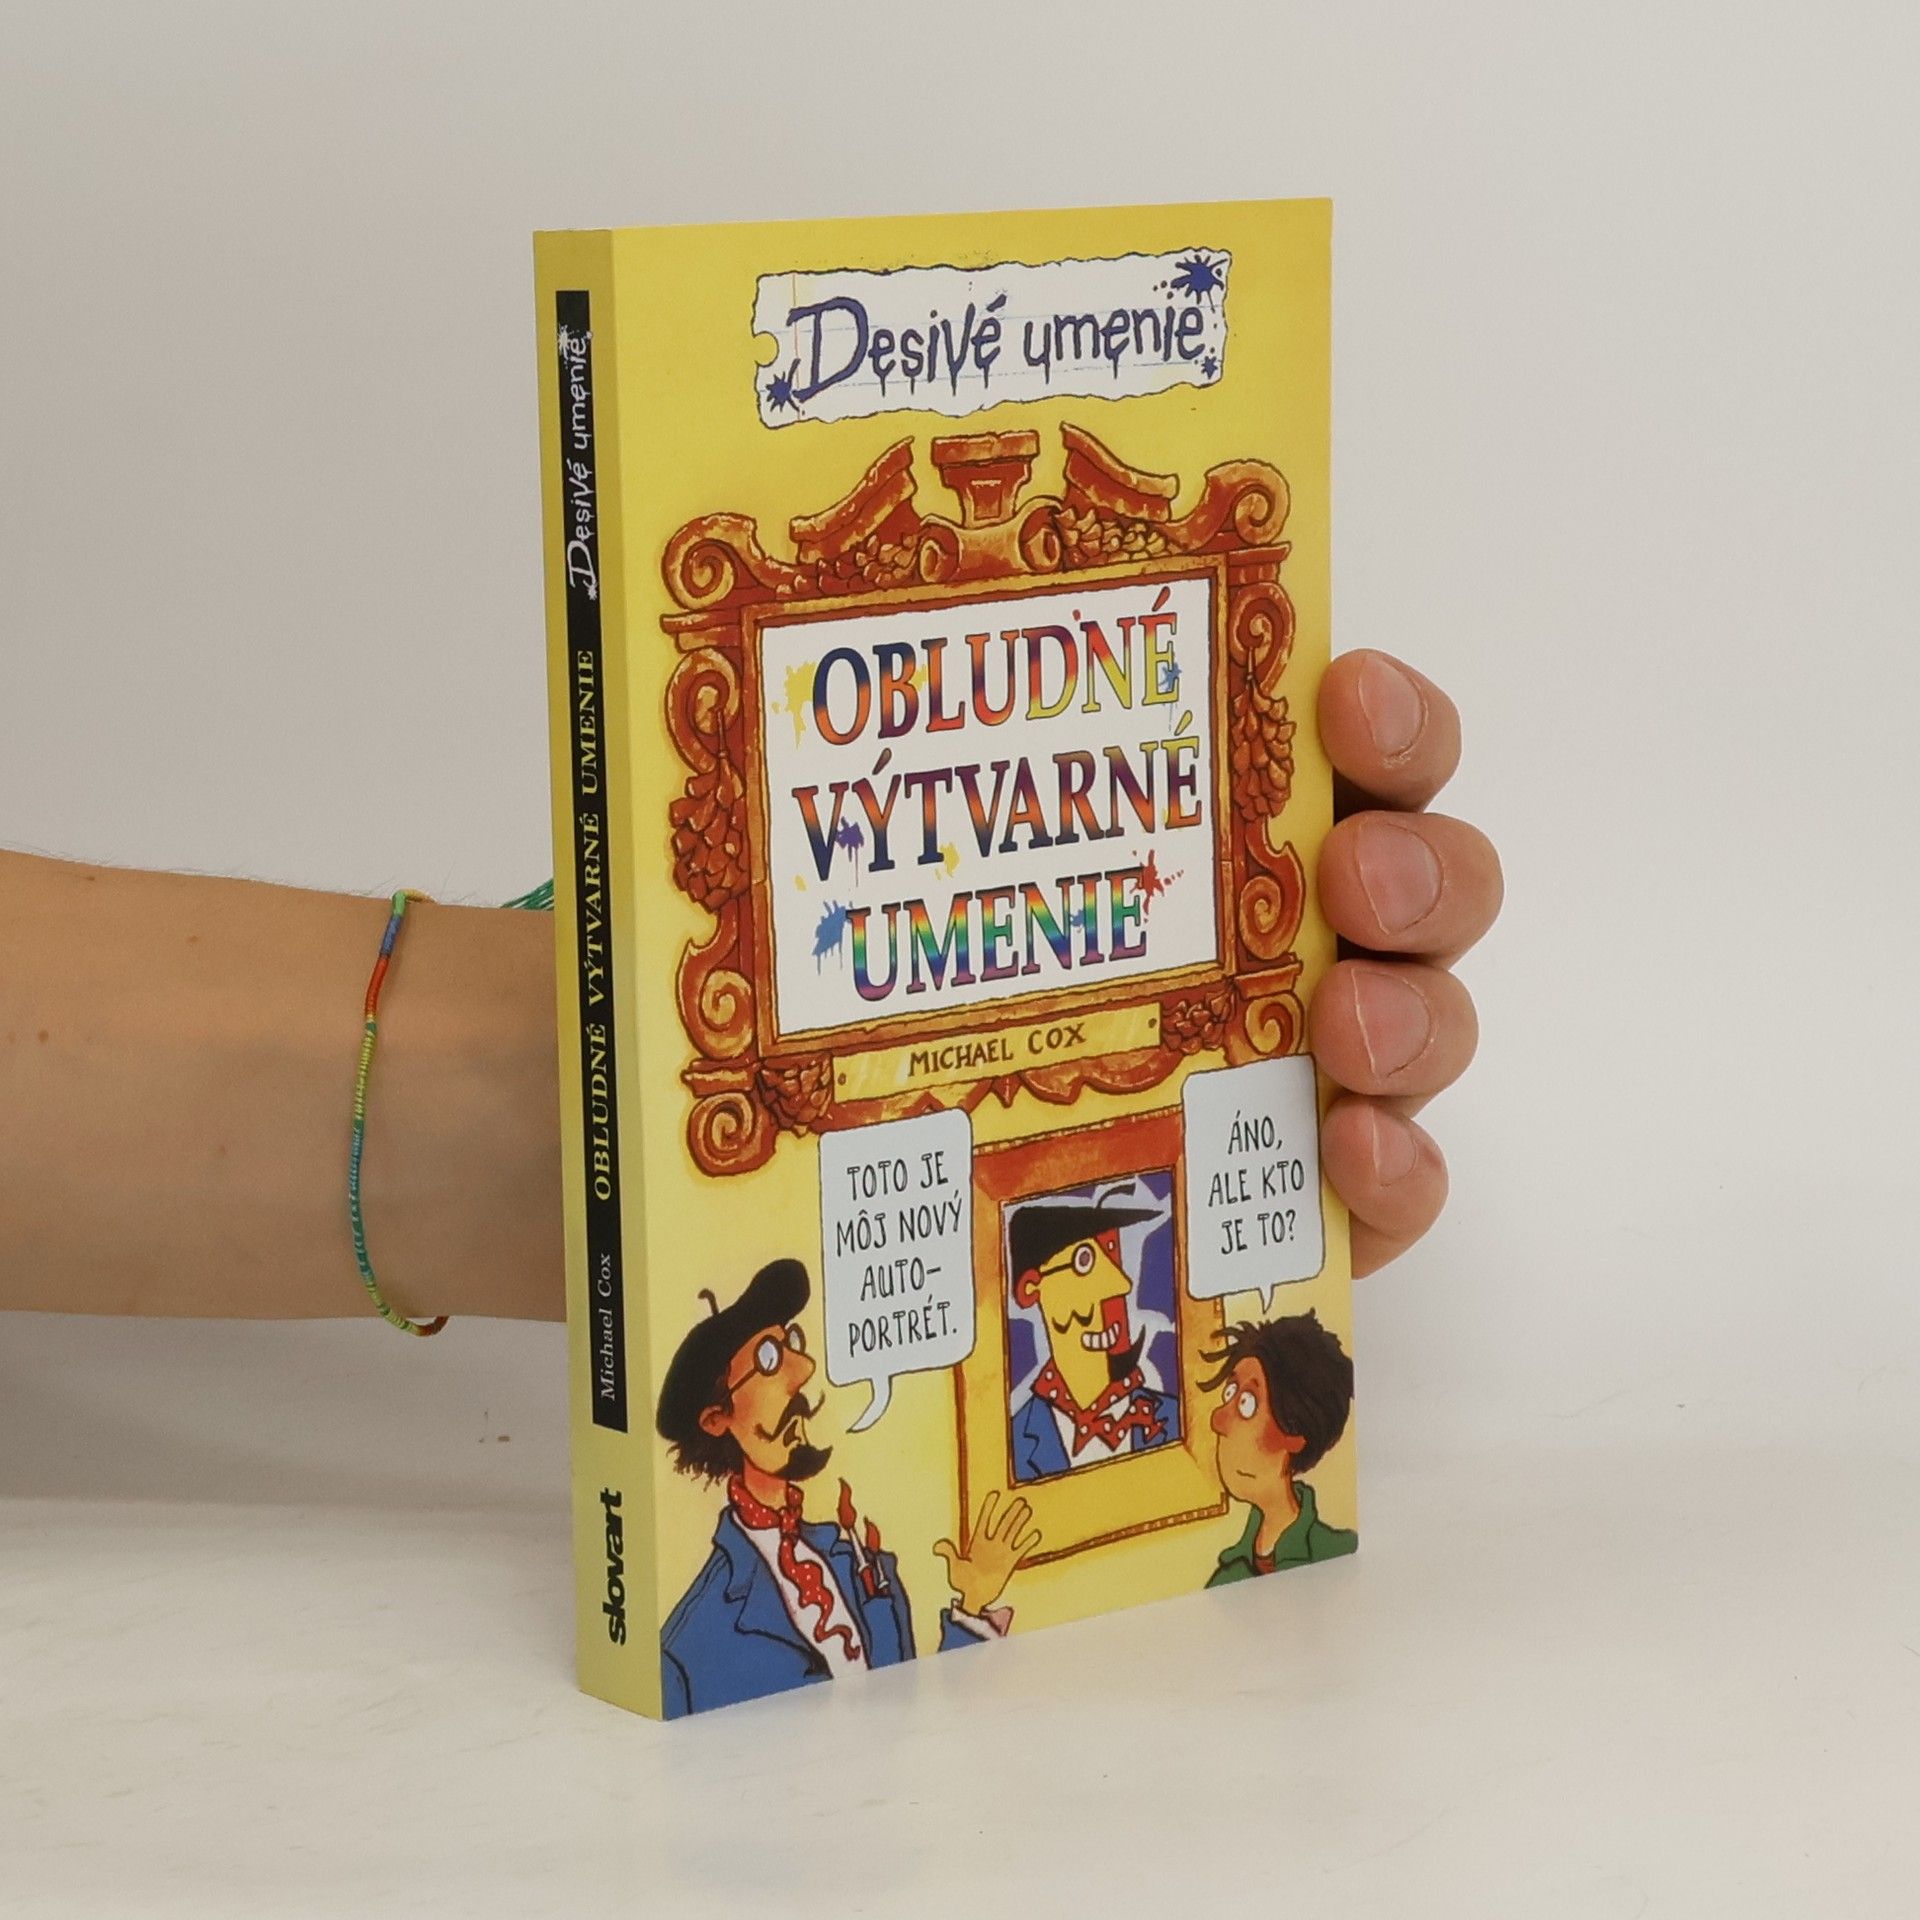 Desivé umenie
OBLUDNÉ
VÝTVARNÉ
UMENIE
MICHAEL COX
TOTO JE
MÔJ NOVÝ
AUTO-
PORTRÉT.
ÁNO,
ALE KTO
JE TO?
Michael Cox OBLUDNÉ VÝTVARNÉ UMENIE Desivé umenie
slovart